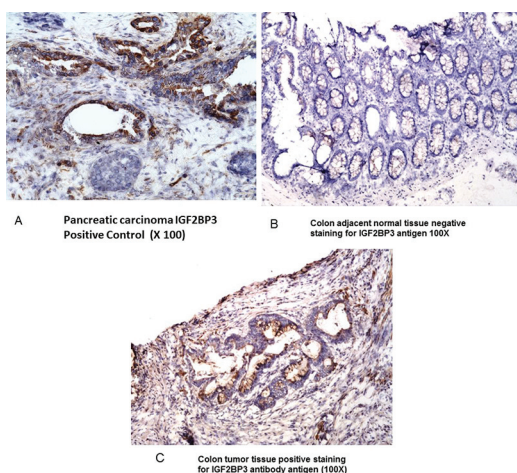 A
Pancreatic carcinoma IGF2BP3
Positive Control (X 100)
B
Colon adjacent normal tissue negative
staining for IGF2BP3 antigen 100X
C
Colon tumor tissue positive staining
for IGF2BP3 antibody antigen (100X)